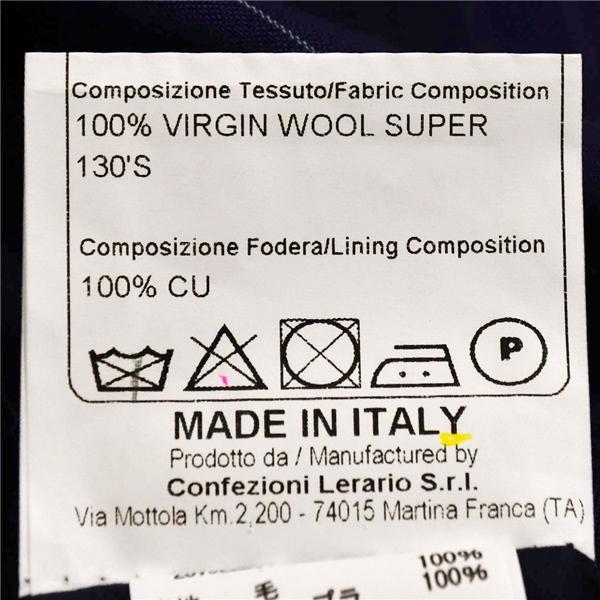 Composizione Tessuto/Fabric Composition
100% VIRGIN WOOL SUPER
130'S
Composizione Fodera/Lining Composition
100% CU
P
MADE IN ITALY
Prodotto da / Manufactured by
Confezioni Lerario S.r.l.
Via Mottola Km.2,200 - 74015 Martina Franca (TA)
100%
毛 100%